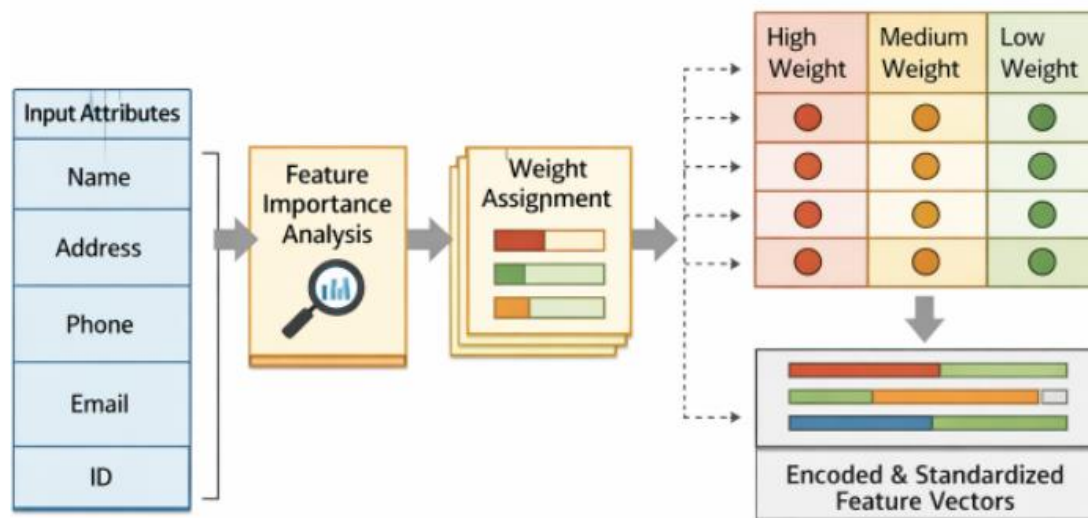 Input Attributes
Name
Address
Phone
Email
ID
Feature
Importance
Analysis
Weight
Assignment
High
Weight
Medium
Weight
Low
Weight
Encoded & Standardized
Feature Vectors